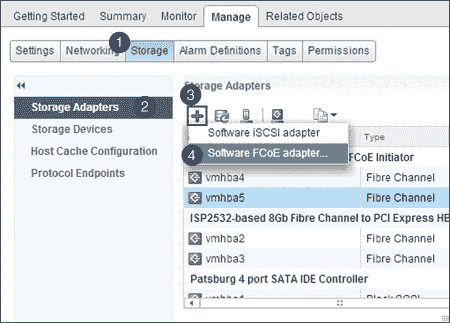 Getting Started Summary Monitor Manage Related Objects
1
Settings Networking Storage Alarm Definitions Tags Permissions
Storage Adapters
Storage Adapters 2
3
Storage Devices
Host Cache Configuration
Protocol Endpoints
Software iSCSI adapter
Type
4 Software FCoE adapter...
FCoE Initiator
vmhba4 Fibre Channel
vmhba5 Fibre Channel
ISP2532-based 8Gb Fibre Channel to PCI Express HB
vmhba2 Fibre Channel
vmhba3 Fibre Channel
Patsburg 4 port SATA IDE Controller